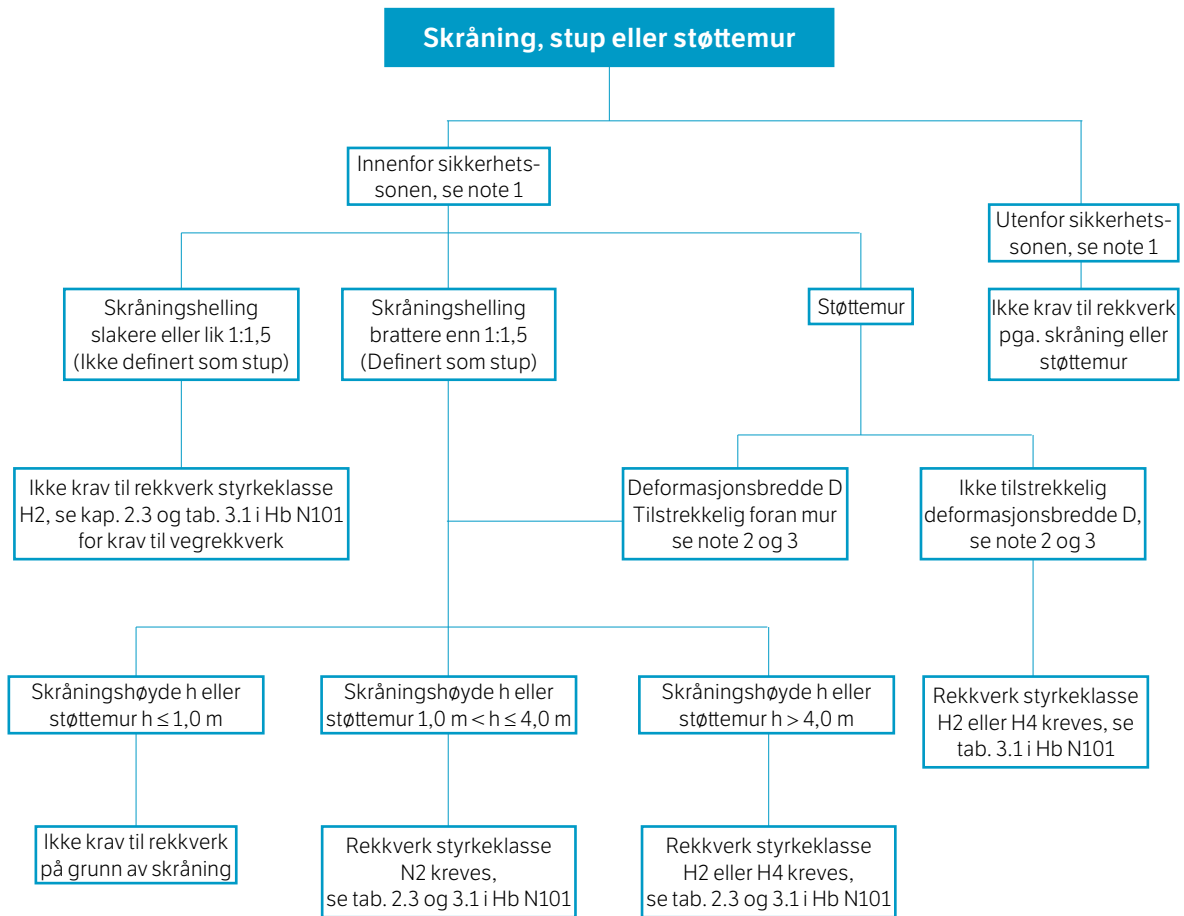 Skråning, stup eller støttemur
Innenfor sikkerhets-
sonen, se note 1
Utenfor sikkerhets-
sonen, se note 1
Skråningshelling
slakere eller lik 1:1,5
(Ikke definert som stup)
Skråningshelling
brattere enn 1:1,5
(Definert som stup)
Støttemur
Ikke krav til rekkverk
pga. skråning eller
støttemur
Ikke krav til rekkverk styrkeklasse
H2, se kap. 2.3 og tab. 3.1 i Hb N101
for krav til vegrekkverk
Deformasjonsbredde D
Tilstrekkelig foran mur
se note 2 og 3
Ikke tilstrekkelig
deformasjonsbredde D,
se note 2 og 3
Skråningshøyde h eller
støttemur h ≤ 1,0 m
Skråningshøyde h eller
støttemur 1,0 m < h ≤ 4,0 m
Skråningshøyde h eller
støttemur h > 4,0 m
Rekkverk styrkeklasse
H2 eller H4 kreves, se
tab. 3.1 i Hb N101
Ikke krav til rekkverk
på grunn av skråning
Rekkverk styrkeklasse
N2 kreves,
se tab. 2.3 og 3.1 i Hb N101
Rekkverk styrkeklasse
H2 eller H4 kreves,
se tab. 2.3 og 3.1 i Hb N101